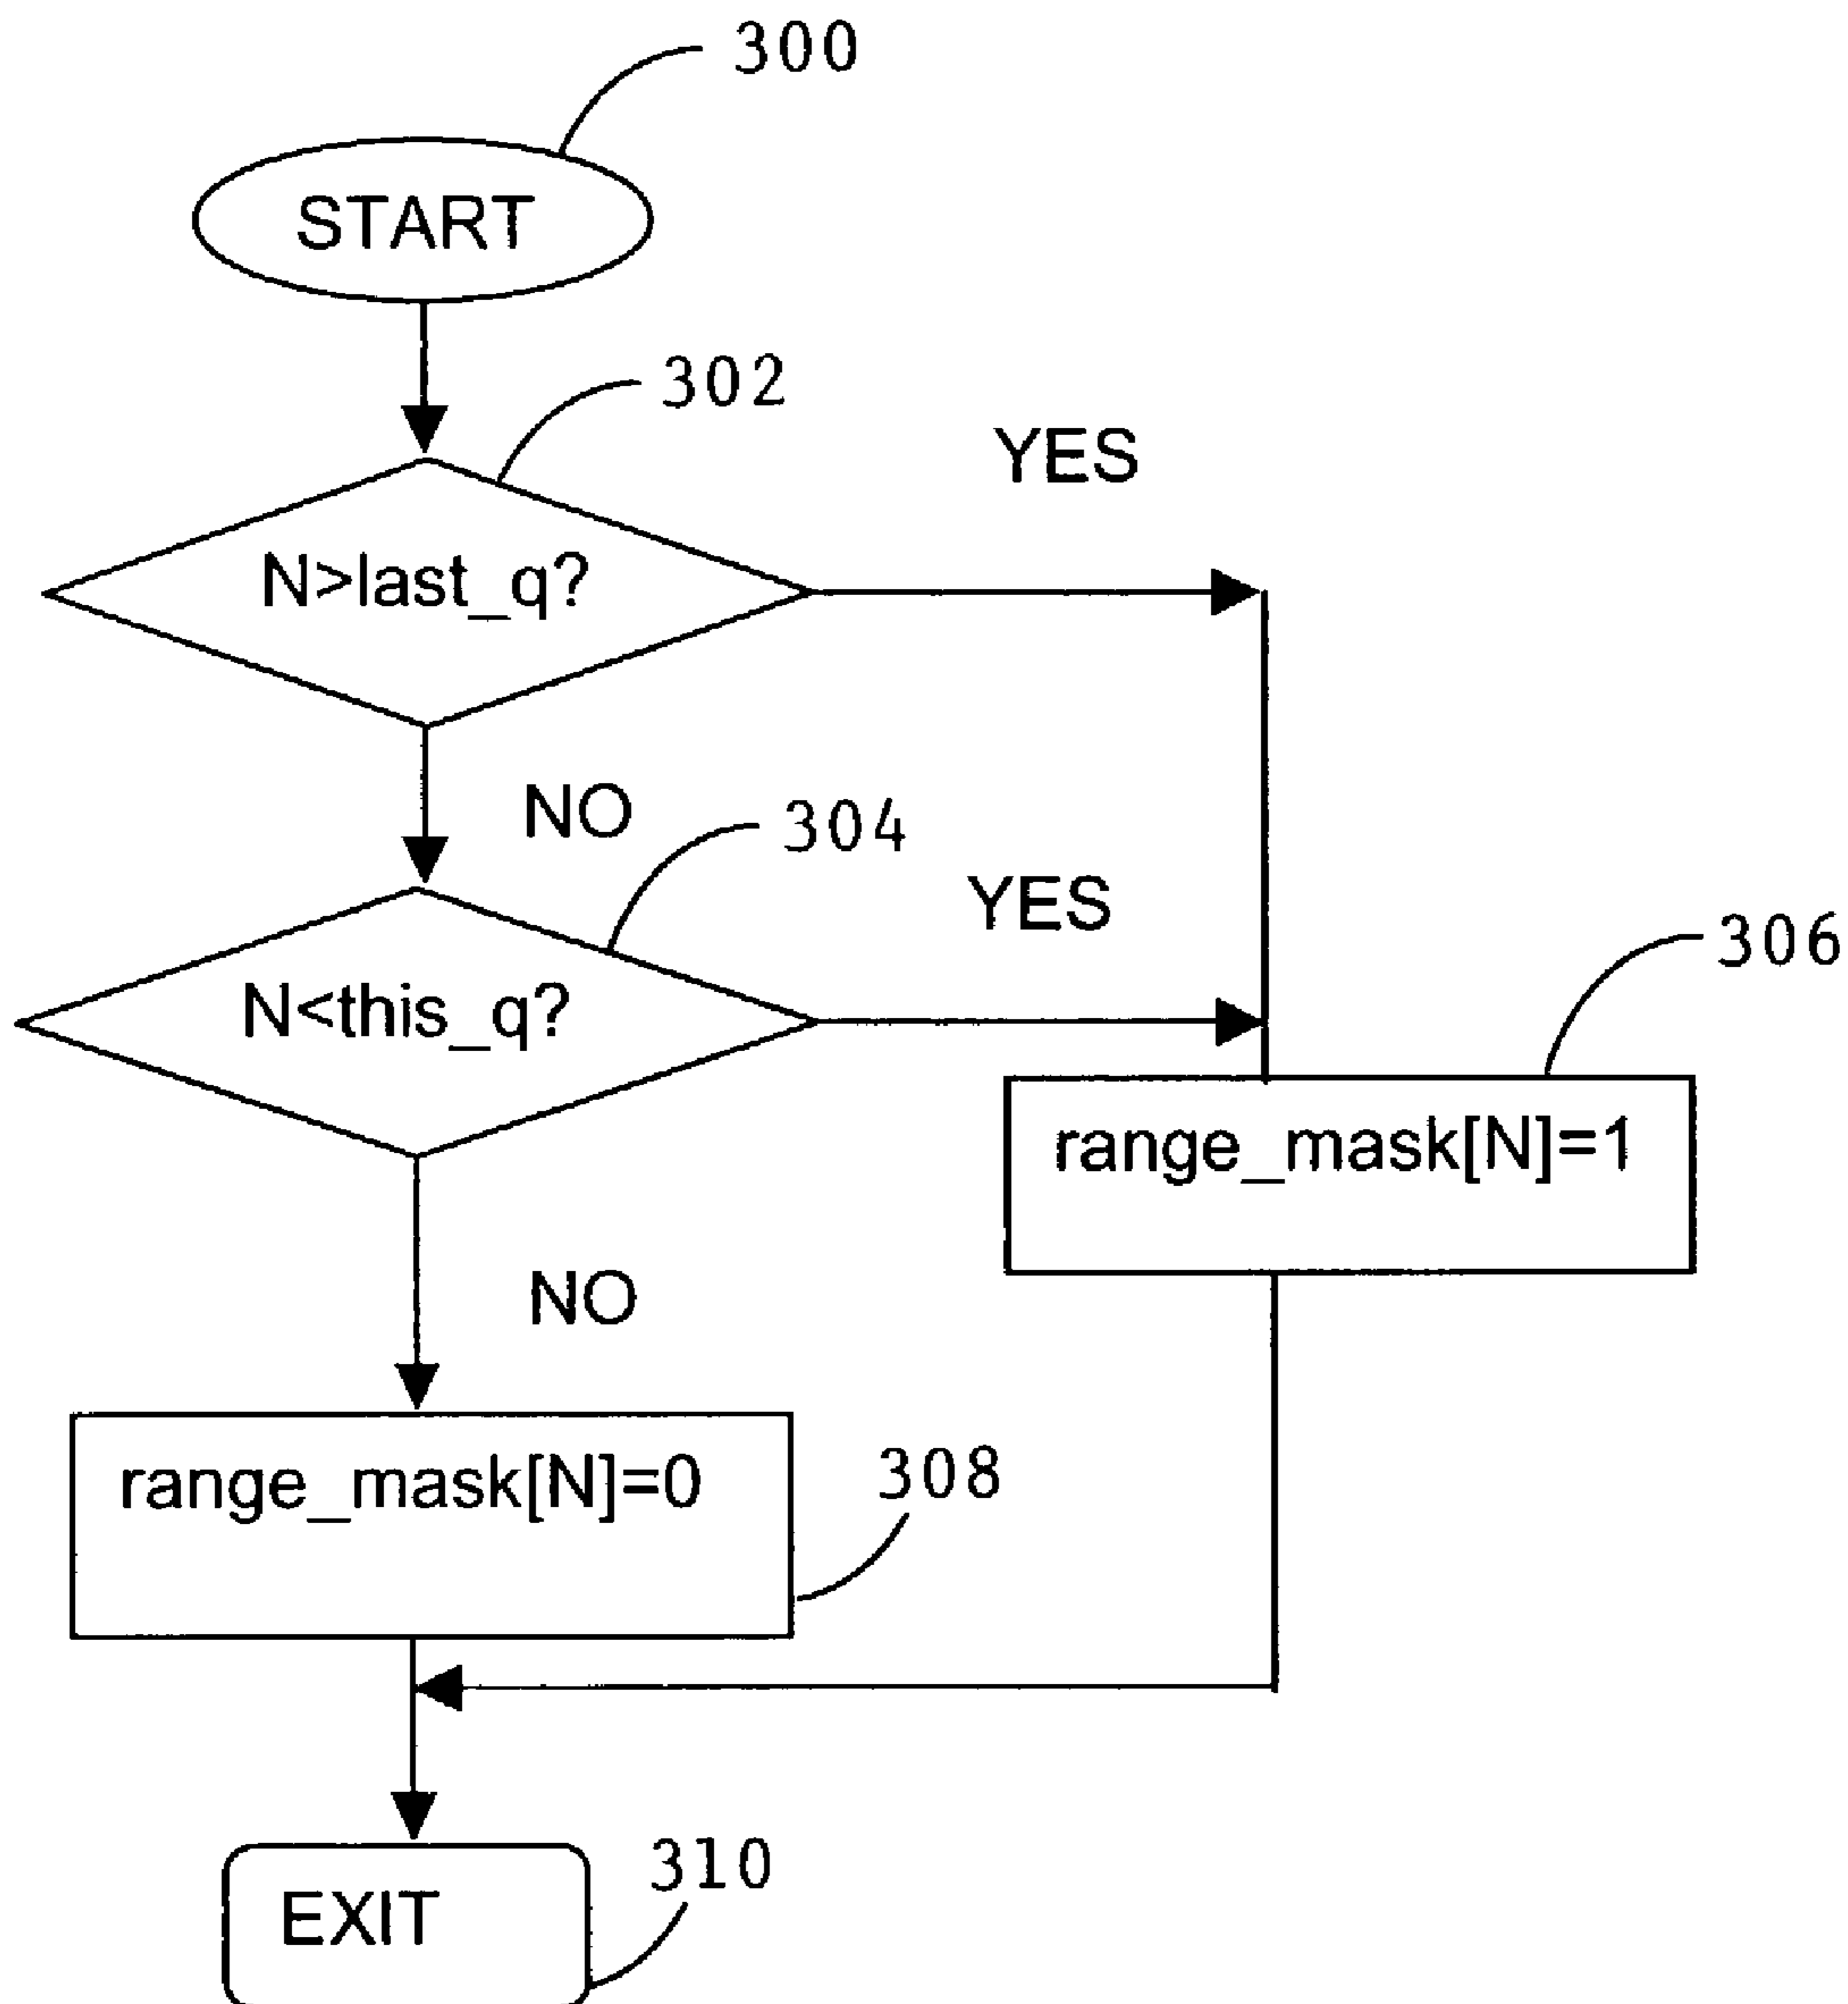 300
START
302
YES
N>last_q?
NO
304
YES
306
N<this_q?
range_mask[N]=1
NO
range_mask[N]=0
308
310
EXIT